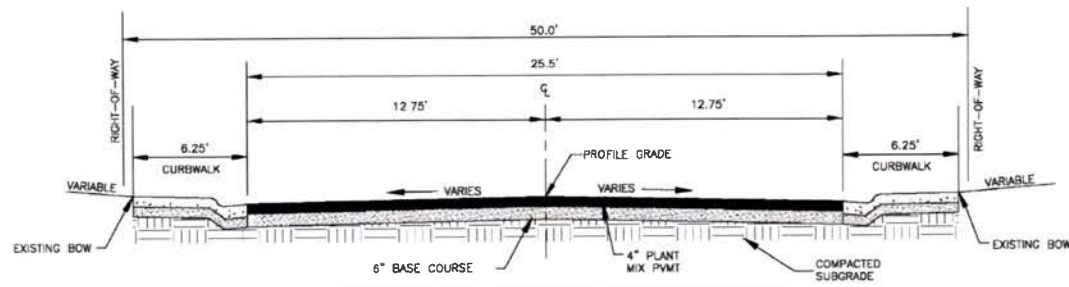 50.0'
25.5'
℄
12.75'
12.75'
RIGHT-OF-WAY
RIGHT-OF-WAY
6.25'
CURBWALK
6.25'
CURBWALK
PROFILE GRADE
VARIABLE
VARIES
VARIES
VARIABLE
EXISTING BOW
EXISTING BOW
6" BASE COURSE
4" PLANT
MIX PVMT
COMPACTED
SUBGRADE